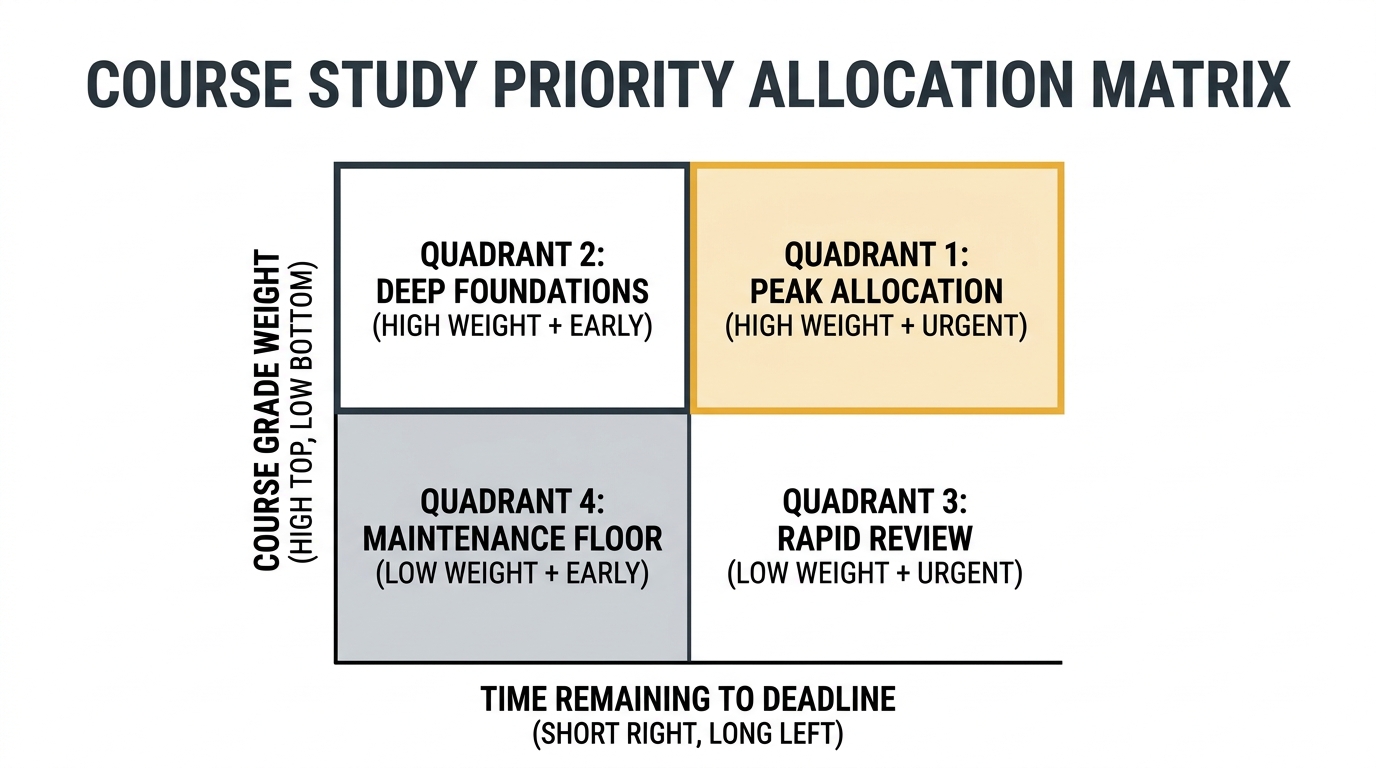 COURSE STUDY PRIORITY ALLOCATION MATRIX
COURSE GRADE WEIGHT
(HIGH TOP, LOW BOTTOM)
QUADRANT 2:
DEEP FOUNDATIONS
(HIGH WEIGHT + EARLY)
QUADRANT 1:
PEAK ALLOCATION
(HIGH WEIGHT + URGENT)
QUADRANT 4:
MAINTENANCE FLOOR
(LOW WEIGHT + EARLY)
QUADRANT 3:
RAPID REVIEW
(LOW WEIGHT + URGENT)
TIME REMAINING TO DEADLINE
(SHORT RIGHT, LONG LEFT)